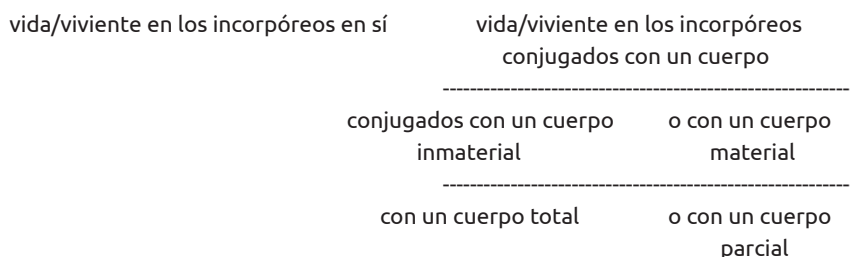 vida/viviente en los incorpóreos en sí vida/viviente en los incorpóreos
conjugados con un cuerpo
------------------------------------------------------------
conjugados con un cuerpo o con un cuerpo
inmaterial material
------------------------------------------------------------
con un cuerpo total o con un cuerpo
parcial